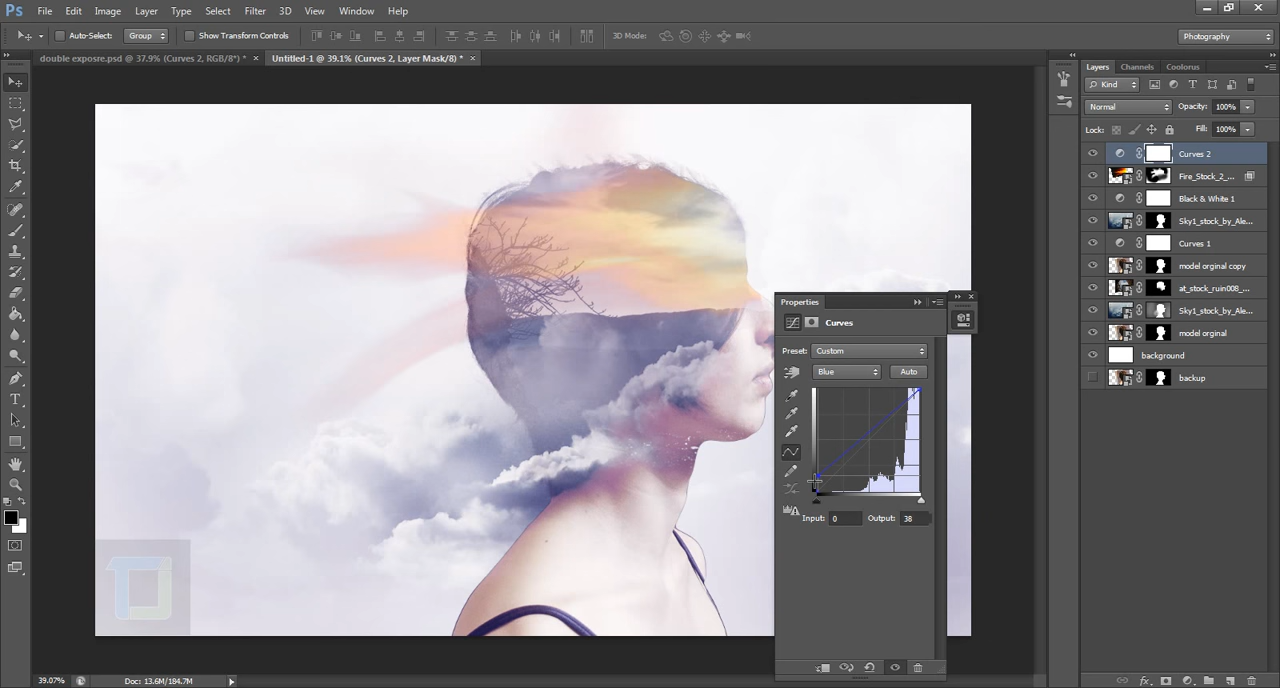 Ps File Edit Image Layer Type Select Filter 3D View Window Help
Auto-Select: Group Show Transform Controls 3D Mode: Photography
double exposre.psd @ 37.9% (Curves 2, RGB/8*) * × Untitled-1 @ 39.1% (Curves 2, Layer Mask/8) * ×
Layers Channels Coolorus
Kind
Normal Opacity: 100%
Lock: Fill: 100%
Curves 2
Fire_Stock_2_...
Black & White 1
Sky1_stock_by_Ale...
Curves 1
model orginal copy
at_stock_ruin008_...
Sky1_stock_by_Ale...
model orginal
background
backup
Properties
Curves
Preset: Custom
Blue Auto
Input: 0 Output: 38
39.07% Doc: 13.6M/184.7M